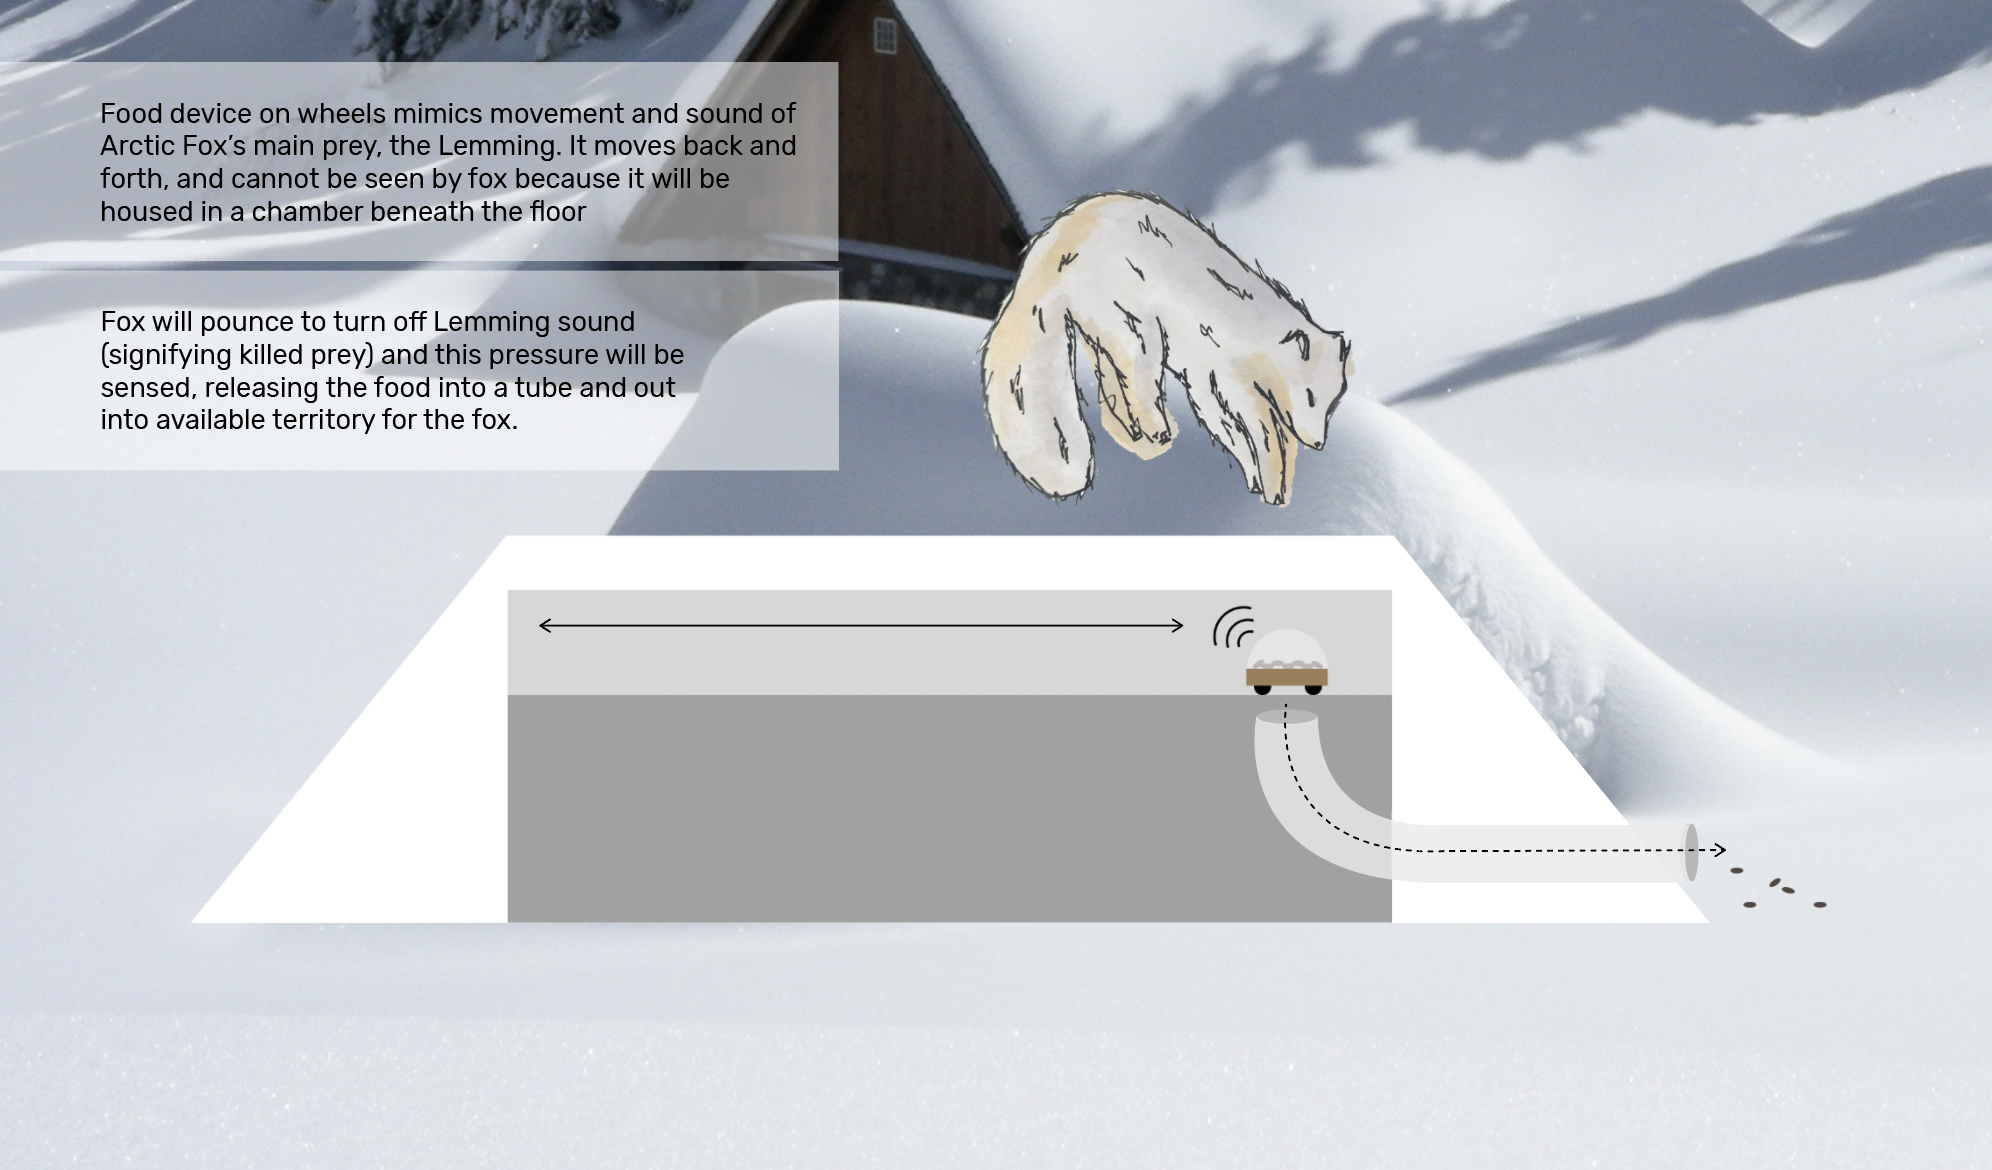 Food device on wheels mimics movement and sound of
Arctic Fox’s main prey, the Lemming. It moves back and
forth, and cannot be seen by fox because it will be
housed in a chamber beneath the floor
Fox will pounce to turn off Lemming sound
(signifying killed prey) and this pressure will be
sensed, releasing the food into a tube and out
into available territory for the fox.